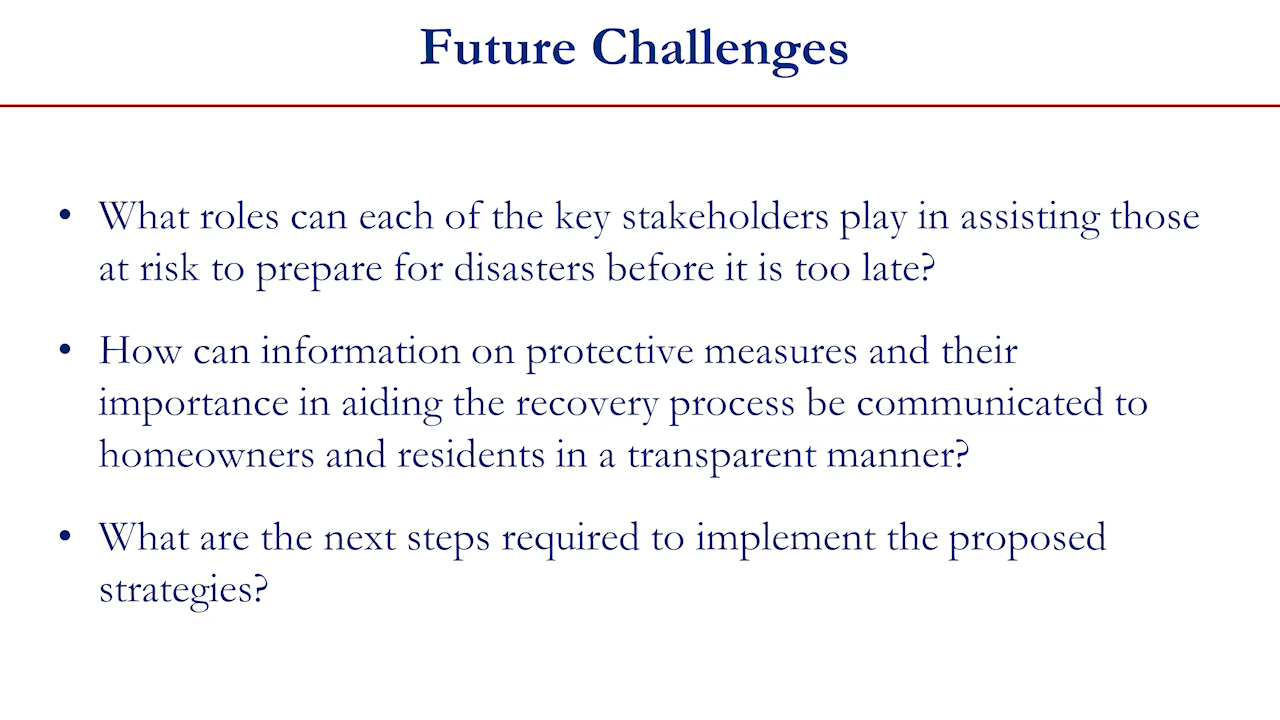 Future Challenges
• What roles can each of the key stakeholders play in assisting those
at risk to prepare for disasters before it is too late?
• How can information on protective measures and their
importance in aiding the recovery process be communicated to
homeowners and residents in a transparent manner?
• What are the next steps required to implement the proposed
strategies?